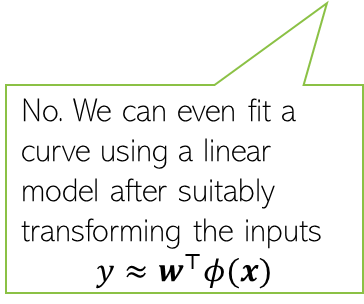 No. We can even fit a
curve using a linear
model after suitably
transforming the inputs
y ≈ w⊤ϕ(x)